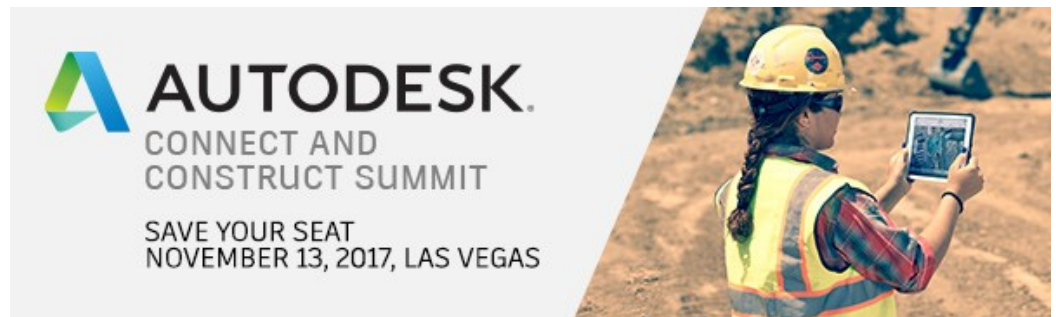 AUTODESK.
CONNECT AND
CONSTRUCT SUMMIT
SAVE YOUR SEAT
NOVEMBER 13, 2017, LAS VEGAS